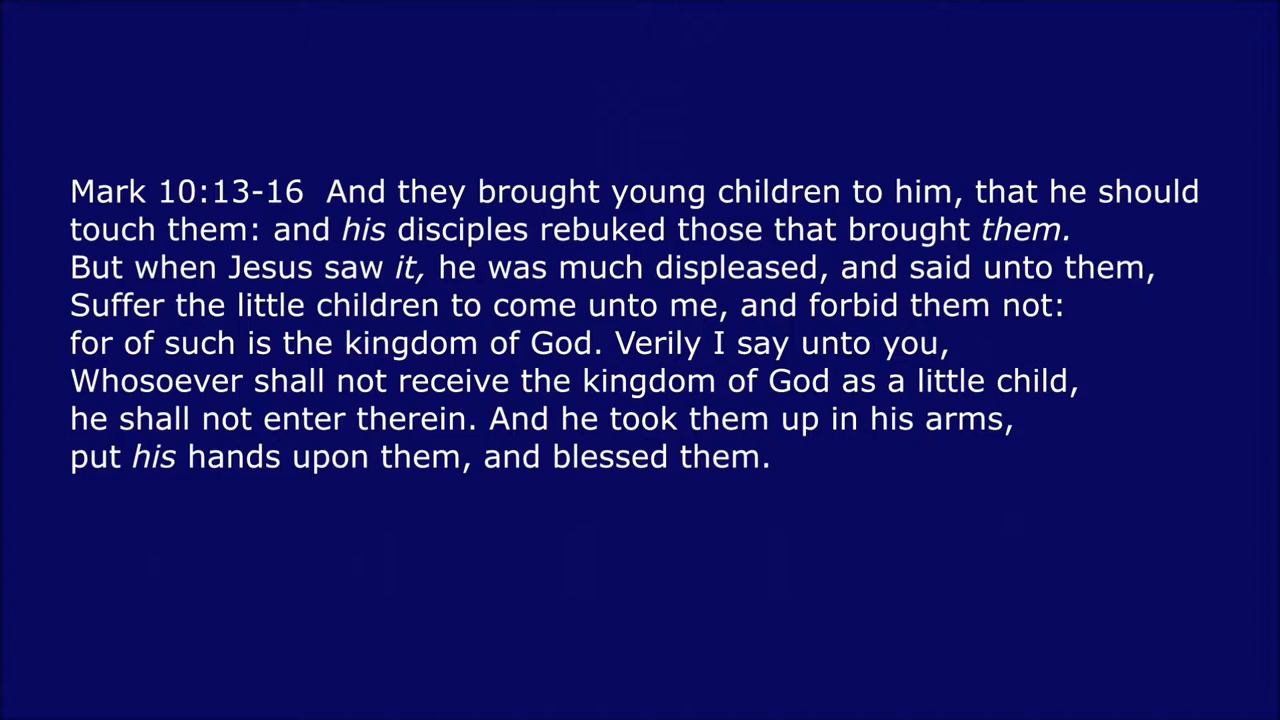 Mark 10:13-16  And they brought young children to him, that he should
touch them: and his disciples rebuked those that brought them.
But when Jesus saw it, he was much displeased, and said unto them,
Suffer the little children to come unto me, and forbid them not:
for of such is the kingdom of God. Verily I say unto you,
Whosoever shall not receive the kingdom of God as a little child,
he shall not enter therein. And he took them up in his arms,
put his hands upon them, and blessed them.